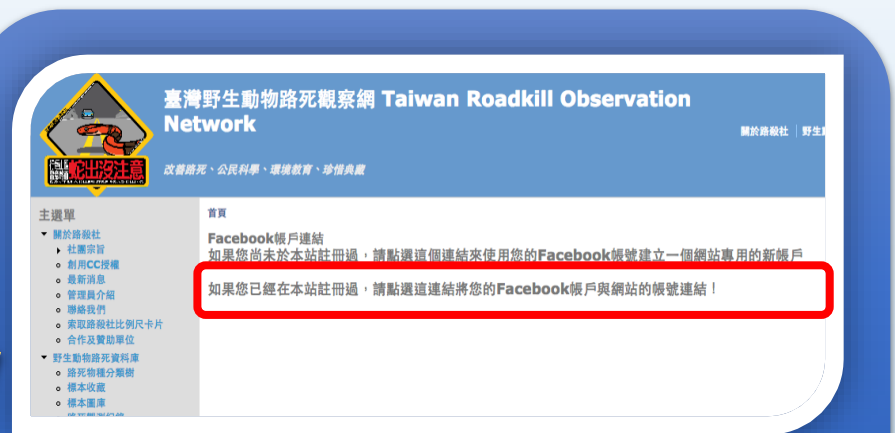 臺灣野生動物路死觀察網 Taiwan Roadkill Observation
Network
關於路殺社
野生
改善路死、公民科學、環境教育、珍惜典藏
蛇出沒注意
主選單
關於路殺社
社團宗旨
創用CC授權
最新消息
管理員介紹
聯絡我們
索取路殺社比例尺卡片
合作及贊助單位
野生動物路死資料庫
路死物種分類樹
標本收藏
標本圖庫
首頁
Facebook帳戶連結
如果您尚未於本站註冊過，請點選這個連結來使用您的Facebook帳號建立一個網站專用的新帳戶
如果您已經在本站註冊過，請點選這連結將您的Facebook帳戶與網站的帳號連結！